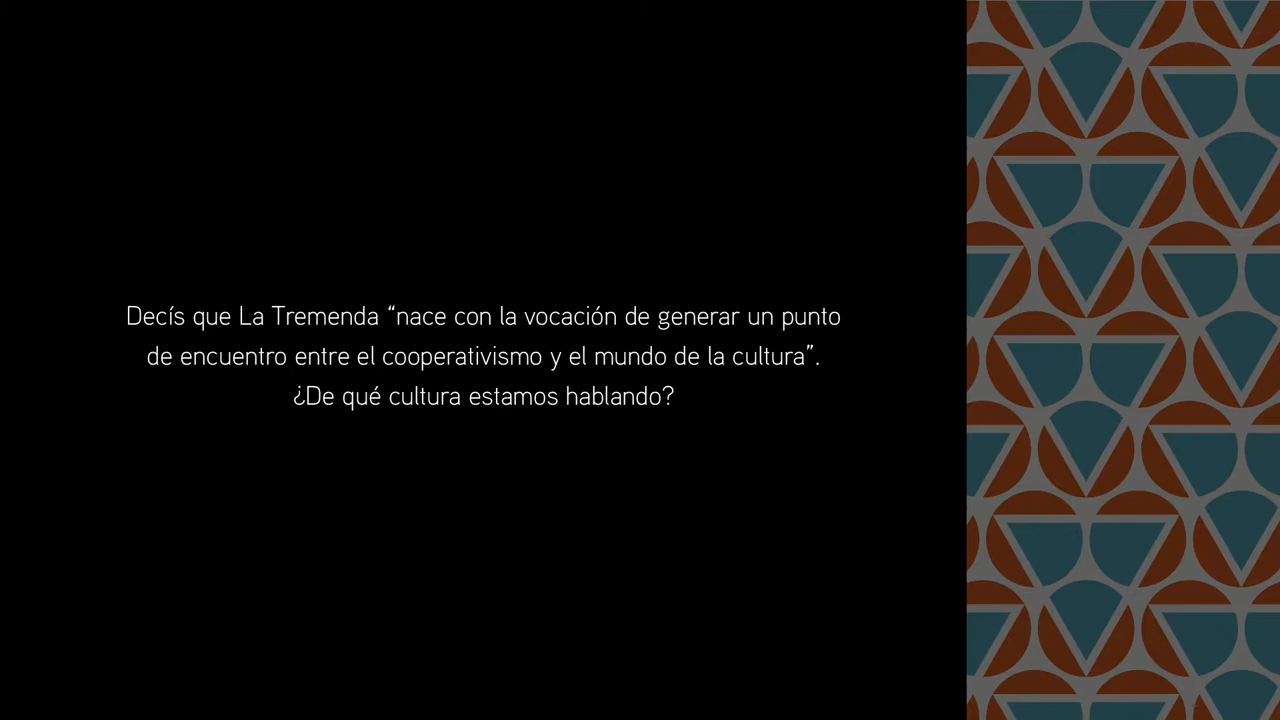 Decís que La Tremenda “nace con la vocación de generar un punto
de encuentro entre el cooperativismo y el mundo de la cultura”.
¿De qué cultura estamos hablando?